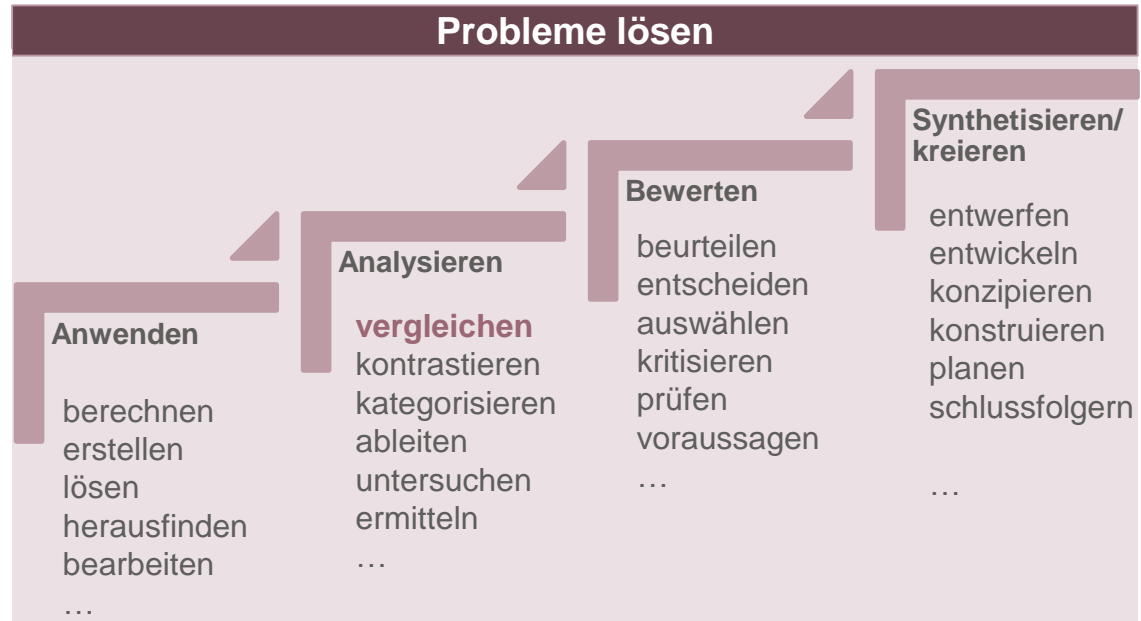 Probleme lösen
Anwenden
berechnen
erstellen
lösen
herausfinden
bearbeiten
…
Analysieren
vergleichen
kontrastieren
kategorisieren
ableiten
untersuchen
ermitteln
…
Bewerten
beurteilen
entscheiden
auswählen
kritisieren
prüfen
voraussagen
…
Synthetisieren/
kreieren
entwerfen
entwickeln
konzipieren
konstruieren
planen
schlussfolgern
…